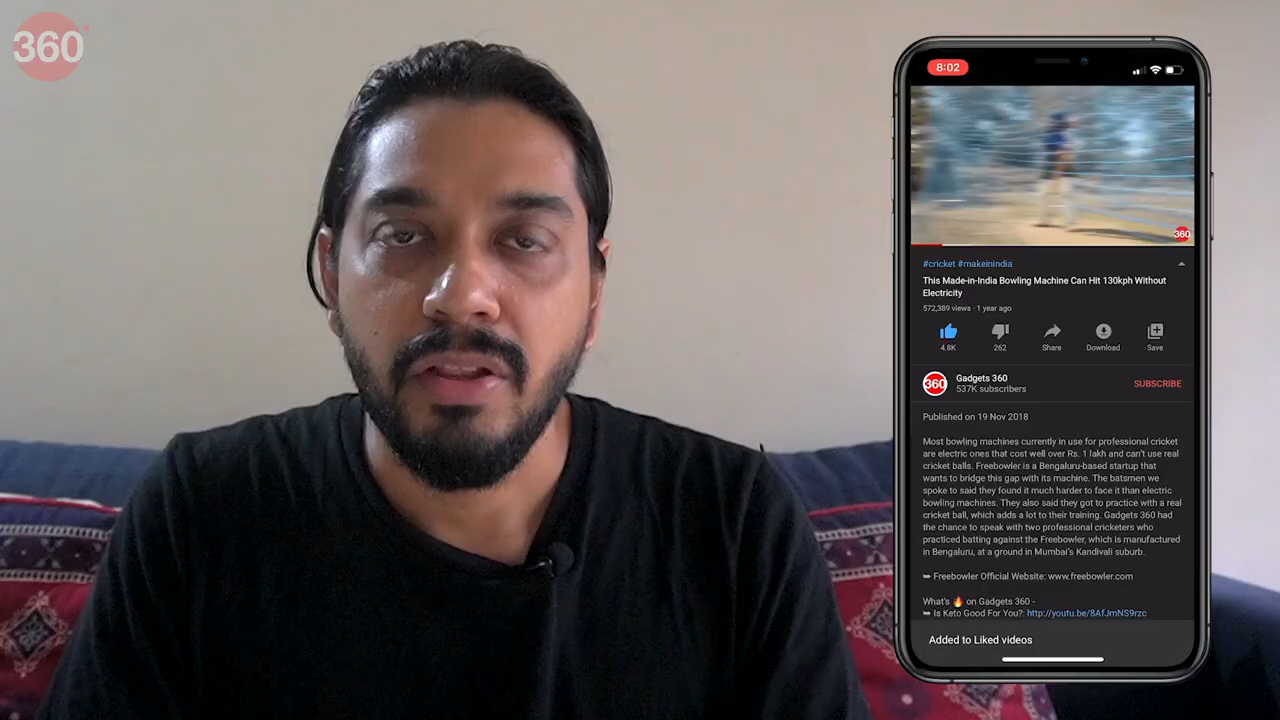 360
8:02
360
#cricket #makeinindia
This Made-in-India Bowling Machine Can Hit 130kph Without
Electricity
572,389 views · 1 year ago
4.8K
262
Share
Download
Save
360
Gadgets 360
537K subscribers
SUBSCRIBE
Published on 19 Nov 2018
Most bowling machines currently in use for professional cricket
are electric ones that cost well over Rs. 1 lakh and can't use real
cricket balls. Freebowler is a Bengaluru-based startup that
wants to bridge this gap with its machine. The batsmen we
spoke to said they found it much harder to face it than electric
bowling machines. They also said they got to practice with a real
cricket ball, which adds a lot to their training. Gadgets 360 had
the chance to speak with two professional cricketers who
practiced batting against the Freebowler, which is manufactured
in Bengaluru, at a ground in Mumbai's Kandivali suburb.
➥ Freebowler Official Website: www.freebowler.com
What's 🔥 on Gadgets 360 -
➥ Is Keto Good For You?: http://youtu.be/8AfJmNS9rzc
Added to Liked videos